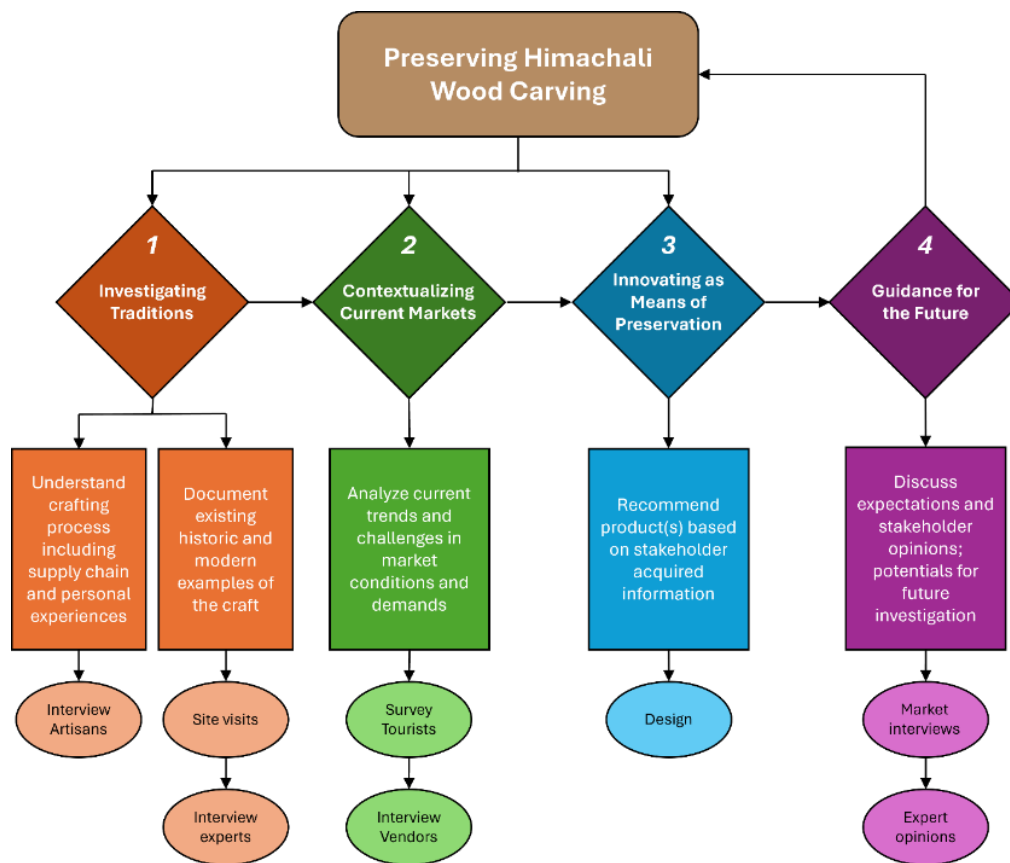 Preserving Himachali
Wood Carving
1
Investigating
Traditions
2
Contextualizing
Current Markets
3
Innovating as
Means of
Preservation
4
Guidance for
the Future
Understand
crafting
process
including
supply chain
and personal
experiences
Document
existing
historic and
modern
examples of
the craft
Analyze current
trends and
challenges in
market
conditions and
demands
Recommend
product(s) based
on stakeholder
acquired
information
Discuss
expectations and
stakeholder
opinions;
potentials for
future
investigation
Interview
Artisans
Site visits
Survey
Tourists
Design
Market
interviews
Interview
experts
Interview
Vendors
Expert
opinions